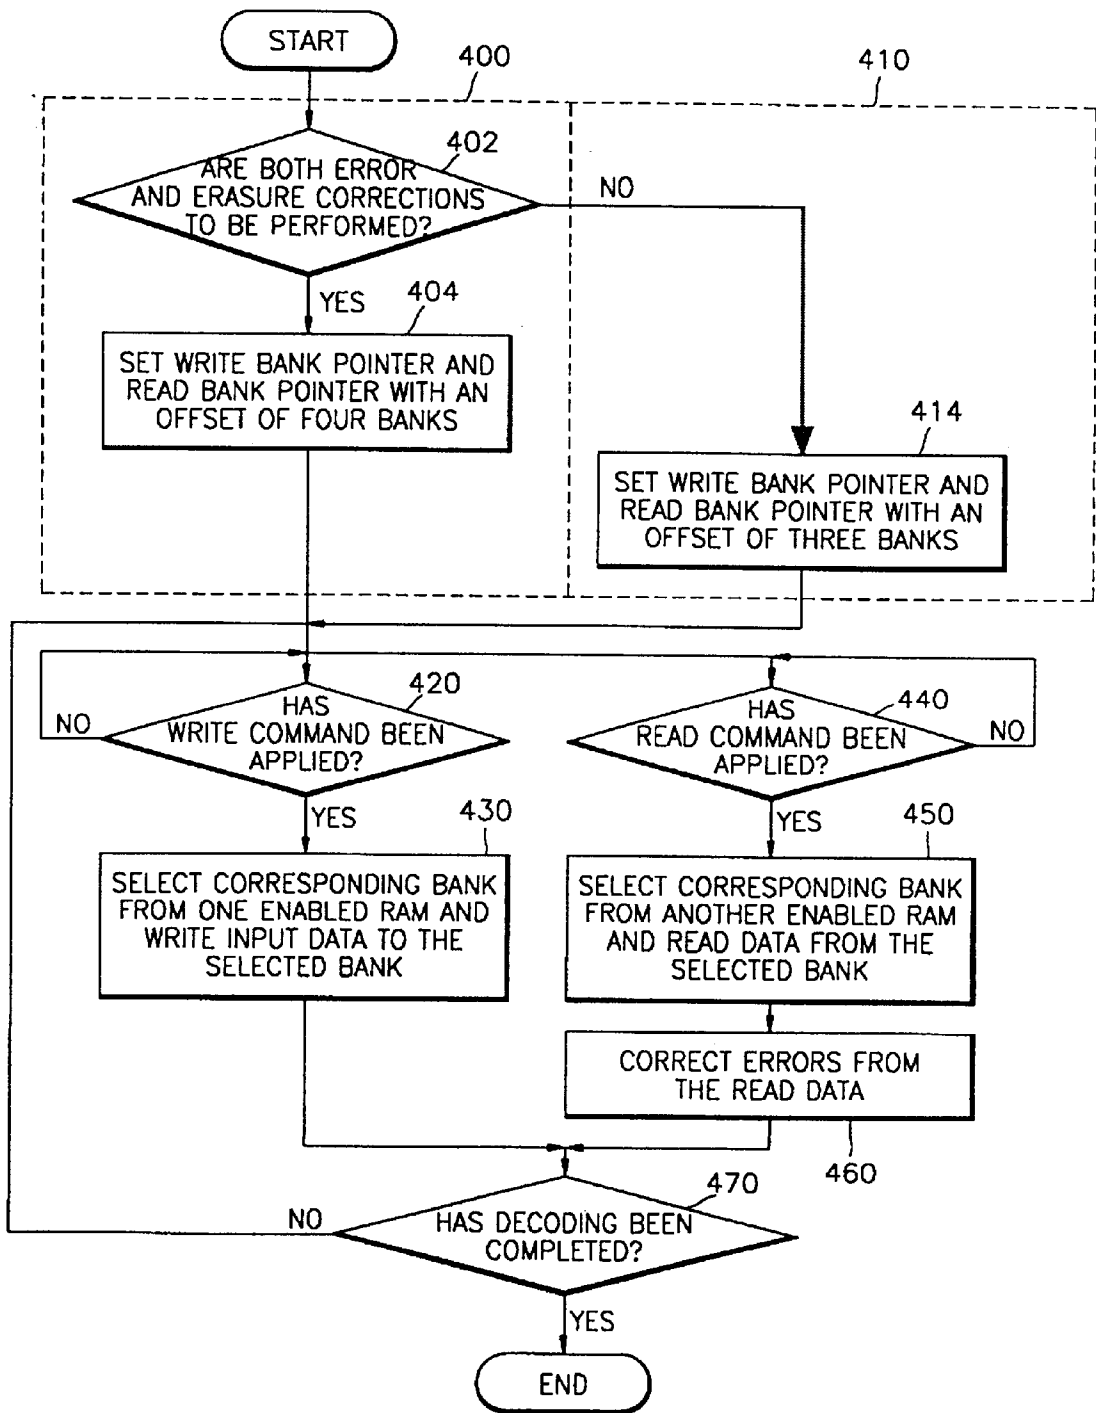 START
400
410
ARE BOTH ERROR
AND ERASURE CORRECTIONS
TO BE PERFORMED?
402
NO
YES
404
SET WRITE BANK POINTER AND
READ BANK POINTER WITH AN
OFFSET OF FOUR BANKS
414
SET WRITE BANK POINTER AND
READ BANK POINTER WITH AN
OFFSET OF THREE BANKS
HAS
WRITE COMMAND BEEN
APPLIED?
420
NO
YES
HAS
READ COMMAND BEEN
APPLIED?
440
NO
YES
430
SELECT CORRESPONDING BANK
FROM ONE ENABLED RAM AND
WRITE INPUT DATA TO THE
SELECTED BANK
450
SELECT CORRESPONDING BANK
FROM ANOTHER ENABLED RAM
AND READ DATA FROM THE
SELECTED BANK
CORRECT ERRORS FROM
THE READ DATA
460
470
HAS DECODING BEEN
COMPLETED?
NO
YES
END